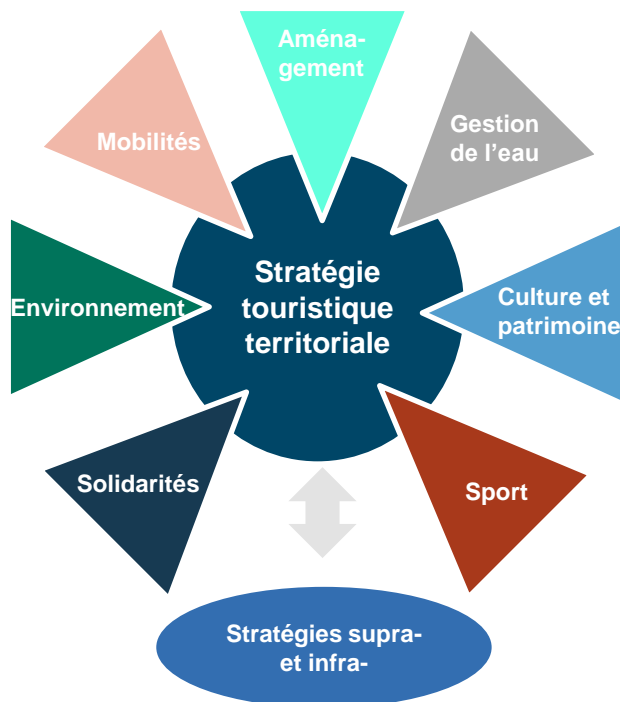 Aména-
gement
Mobilités
Gestion
de l’eau
Stratégie
touristique
territoriale
Environnement
Culture et
patrimoine
Solidarités
Sport
Stratégies supra-
et infra-